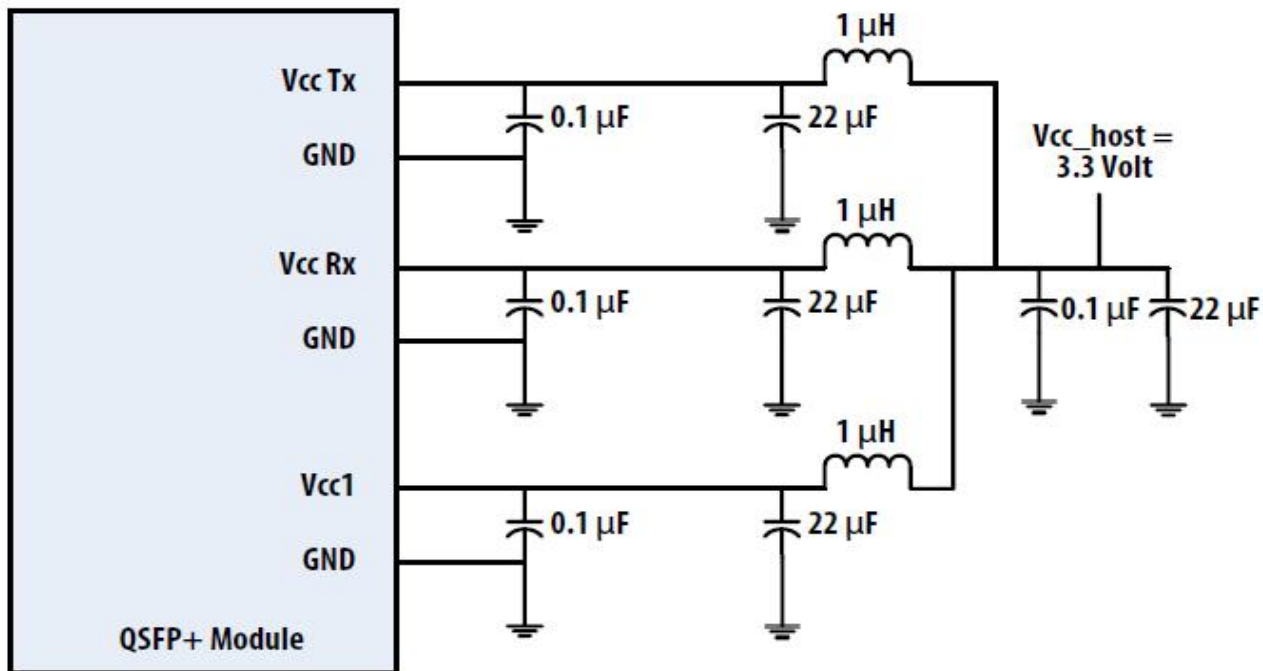 1 µH
Vcc Tx
0.1 µF
22 µF
GND
Vcc_host =
3.3 Volt
1 µH
Vcc Rx
0.1 µF
22 µF
0.1 µF
22 µF
GND
1 µH
Vcc1
0.1 µF
22 µF
GND
QSFP+ Module